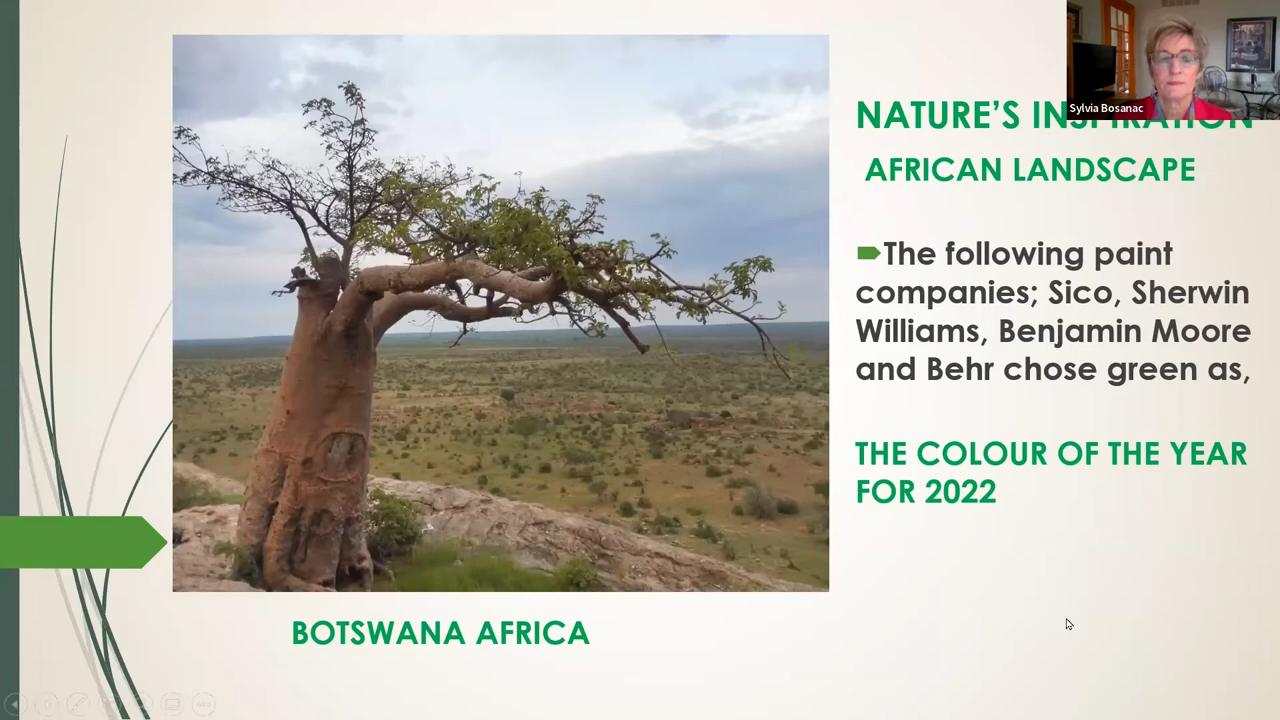 Sylvia Bosanac
NATURE'S INSPIRATION
AFRICAN LANDSCAPE
The following paint
companies; Sico, Sherwin
Williams, Benjamin Moore
and Behr chose green as,
THE COLOUR OF THE YEAR
FOR 2022
BOTSWANA AFRICA